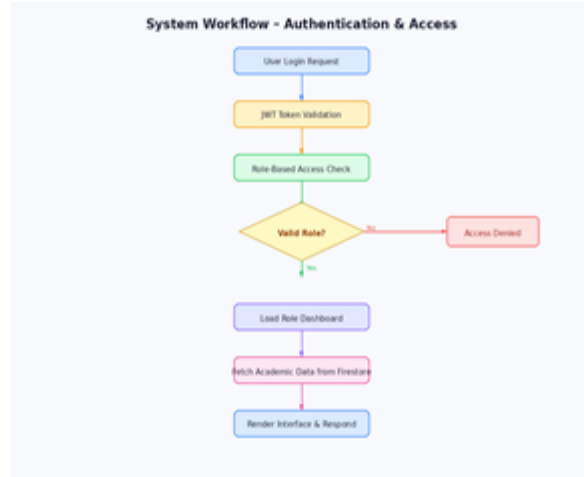 System Workflow – Authentication & Access
User Login Request
JWT Token Validation
Role-Based Access Check
Valid Role?
No
Access Denied
Yes
Load Role Dashboard
Fetch Academic Data from Firestore
Render Interface & Respond